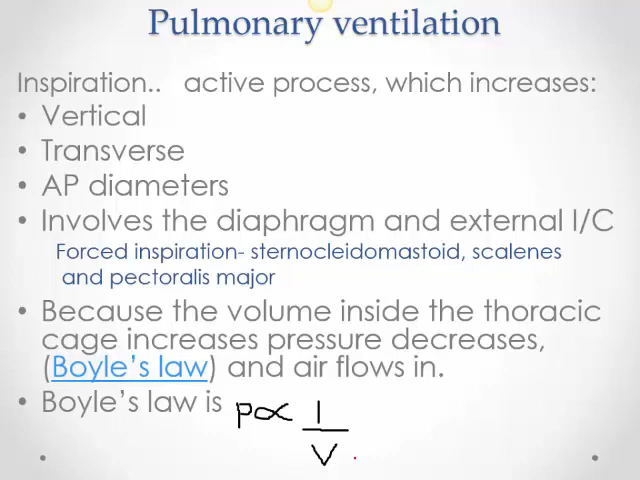 Pulmonary ventilation
Inspiration.. active process, which increases:
• Vertical
• Transverse
• AP diameters
• Involves the diaphragm and external I/C
Forced inspiration- sternocleidomastoid, scalenes
and pectoralis major
• Because the volume inside the thoracic
cage increases pressure decreases,
(Boyle's law) and air flows in.
• Boyle's law is P∝ 1
V